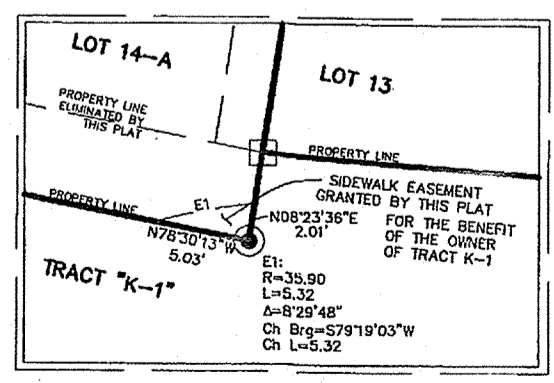 LOT 14-A
LOT 13
PROPERTY LINE
ELIMINATED BY
THIS PLAT
PROPERTY LINE
SIDEWALK EASEMENT
GRANTED BY THIS PLAT
FOR THE BENEFIT
OF THE OWNER
OF TRACT K-1
PROPERTY LINE
E1
N08°23'36"E
2.01'
N78°30'13"W
5.03'
TRACT "K-1"
E1:
R=35.90
L=5.32
Δ=8°29'48"
Ch Brg=S79°19'03"W
Ch L=5.32